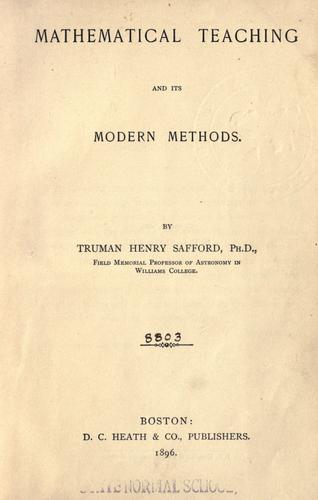 MATHEMATICAL TEACHING
AND ITS
MODERN METHODS.
BY
TRUMAN HENRY SAFFORD, PH.D.,
FIELD MEMORIAL PROFESSOR OF ASTRONOMY IN
WILLIAMS COLLEGE.
8803
BOSTON:
D. C. HEATH & CO., PUBLISHERS.
1896.
STATE NORMAL SCHOOL,